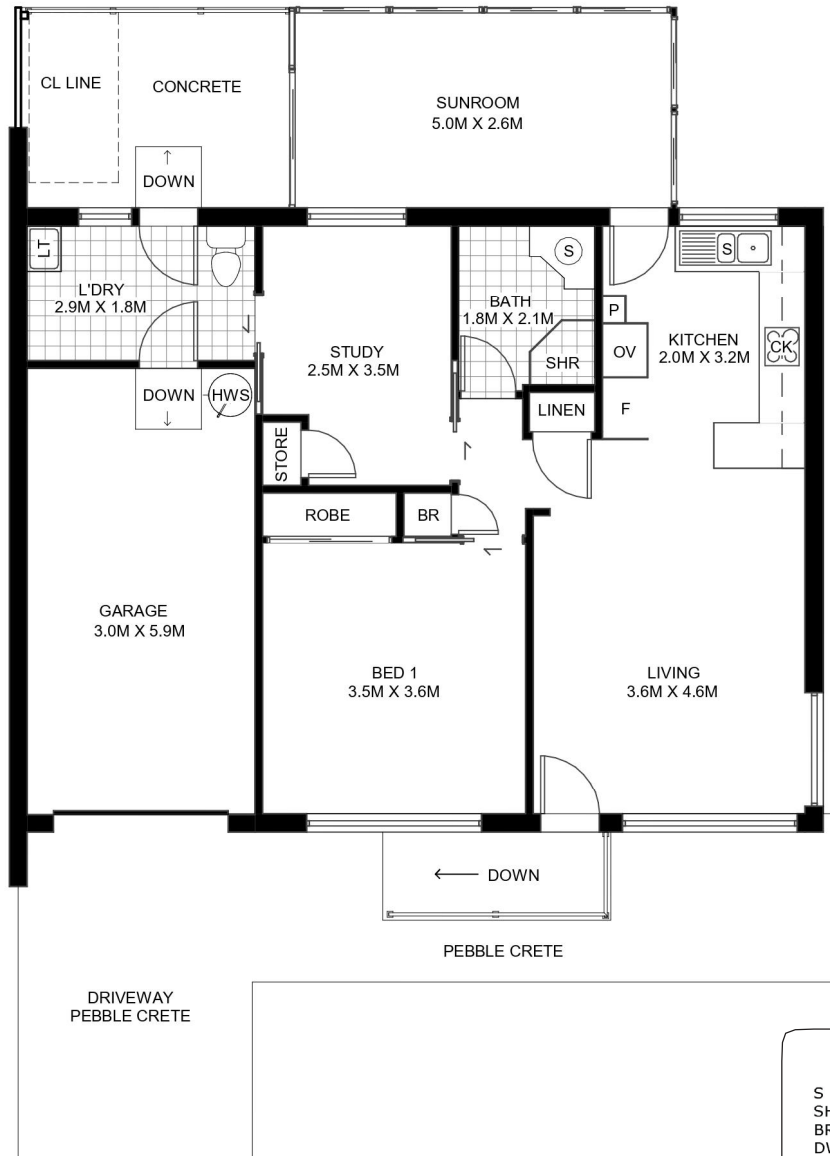 CL LINE
CONCRETE
SUNROOM
5.0M X 2.6M
DOWN
LT
L'DRY
2.9M X 1.8M
STUDY
2.5M X 3.5M
S
BATH
1.8M X 2.1M
SHR
S
P
OV
KITCHEN
2.0M X 3.2M
CK
F
DOWN
HWS
STORE
LINEN
ROBE
BR
GARAGE
3.0M X 5.9M
BED 1
3.5M X 3.6M
LIVING
3.6M X 4.6M
DOWN
PEBBLE CRETE
DRIVEWAY
PEBBLE CRETE
S
SH
BR
DW